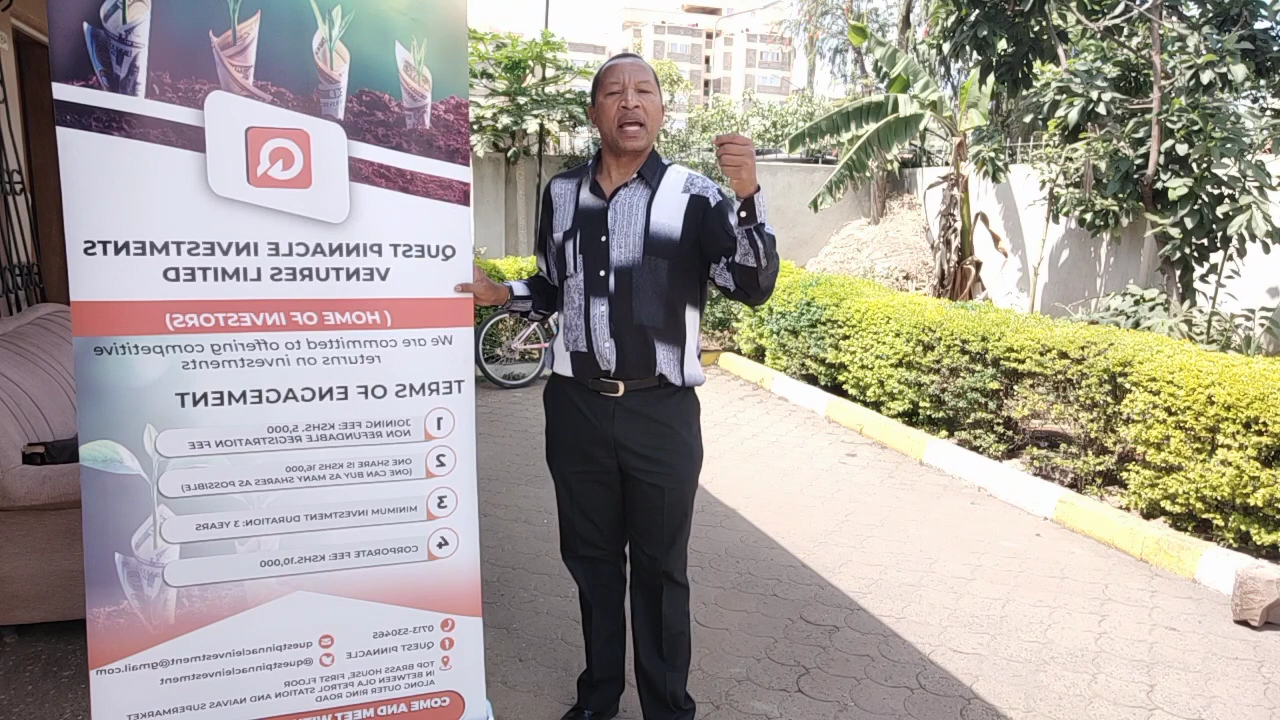 QUEST PINNACLE INVESTMENTS
VENTURES LIMITED
( HOME OF INVESTORS)
We are committed to offering competitive
returns on investments
TERMS OF ENGAGEMENT
1
JOINING FEE: KSHS. 5,000
NON REFUNDABLE REGISTRATION FEE
2
ONE SHARE IS KSHS 16,000
(ONE CAN BUY AS MANY SHARES AS POSSIBLE)
3
MINIMUM INVESTMENT DURATION: 3 YEARS
4
CORPORATE FEE: KSHS.10,000
0713-530465
questpinnacleinvestment@gmail.com
QUEST PINNACLE
@questpinnacleinvestment
TOP BRASS HOUSE, FIRST FLOOR
IN BETWEEN OLA PETROL STATION AND NAIVAS SUPERMARKET
ALONG OUTER RING ROAD
COME AND MEET WITH